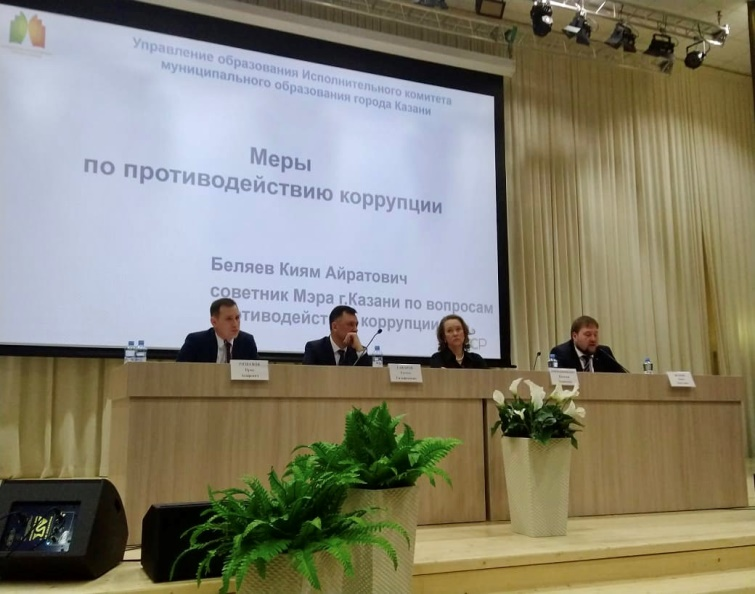 Управление образования Исполнительного комитета
муниципального образования города Казани
Меры
по противодействию коррупции
Беляев Киям Айратович
советник Мэра г.Казани по вопросам
противодействию коррупции